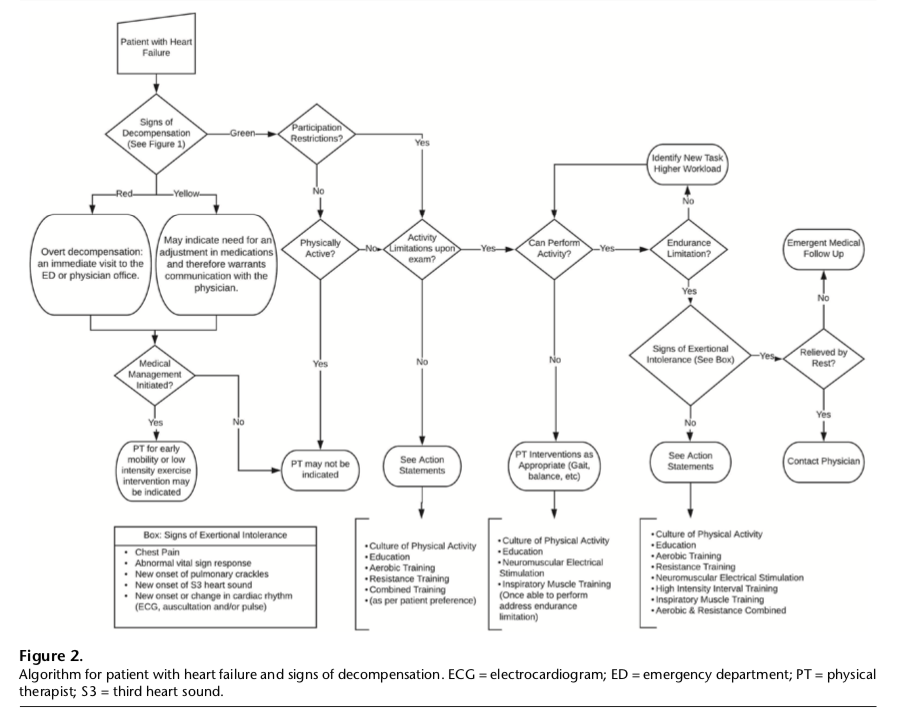 Patient with Heart
Failure
Signs of
Decompensation
(See Figure 1)
Green
Participation
Restrictions?
Yes
Identify New Task
Higher Workload
Red
Yellow
No
No
Overt decompensation:
an immediate visit to the
ED or physician office.
May indicate need for an
adjustment in medications
and therefore warrants
communication with the
physician.
Physically
Active?
No
Activity
Limitations upon
exam?
Yes
Can Perform
Activity?
Yes
Endurance
Limitation?
Emergent Medical
Follow Up
Yes
No
Medical
Management
Initiated?
Yes
No
No
Signs of Exertional
Intolerance (See Box)
Yes
Relieved by
Rest?
Yes
No
No
Yes
PT for early
mobility or low
intensity exercise
intervention may
be indicated
PT may not be
indicated
See Action
Statements
PT Interventions as
Appropriate (Gait,
balance, etc)
See Action
Statements
Contact Physician
Box: Signs of Exertional Intolerance
• Chest Pain
• Abnormal vital sign response
• New onset of pulmonary crackles
• New onset of S3 heart sound
• New onset or change in cardiac rhythm
(ECG, auscultation and/or pulse)
•Culture of Physical Activity
•Education
•Aerobic Training
•Resistance Training
•Combined Training
•(as per patient preference)
•Culture of Physical Activity
•Education
•Neuromuscular Electrical
Stimulation
•Inspiratory Muscle Training
(Once able to perform
address endurance
limitation)
•Culture of Physical Activity
•Education
•Aerobic Training
•Resistance Training
•Neuromuscular Electrical Stimulation
•High Intensity Interval Training
•Inspiratory Muscle Training
•Aerobic & Resistance Combined
Figure 2.
Algorithm for patient with heart failure and signs of decompensation. ECG = electrocardiogram; ED = emergency department; PT = physical
therapist; S3 = third heart sound.